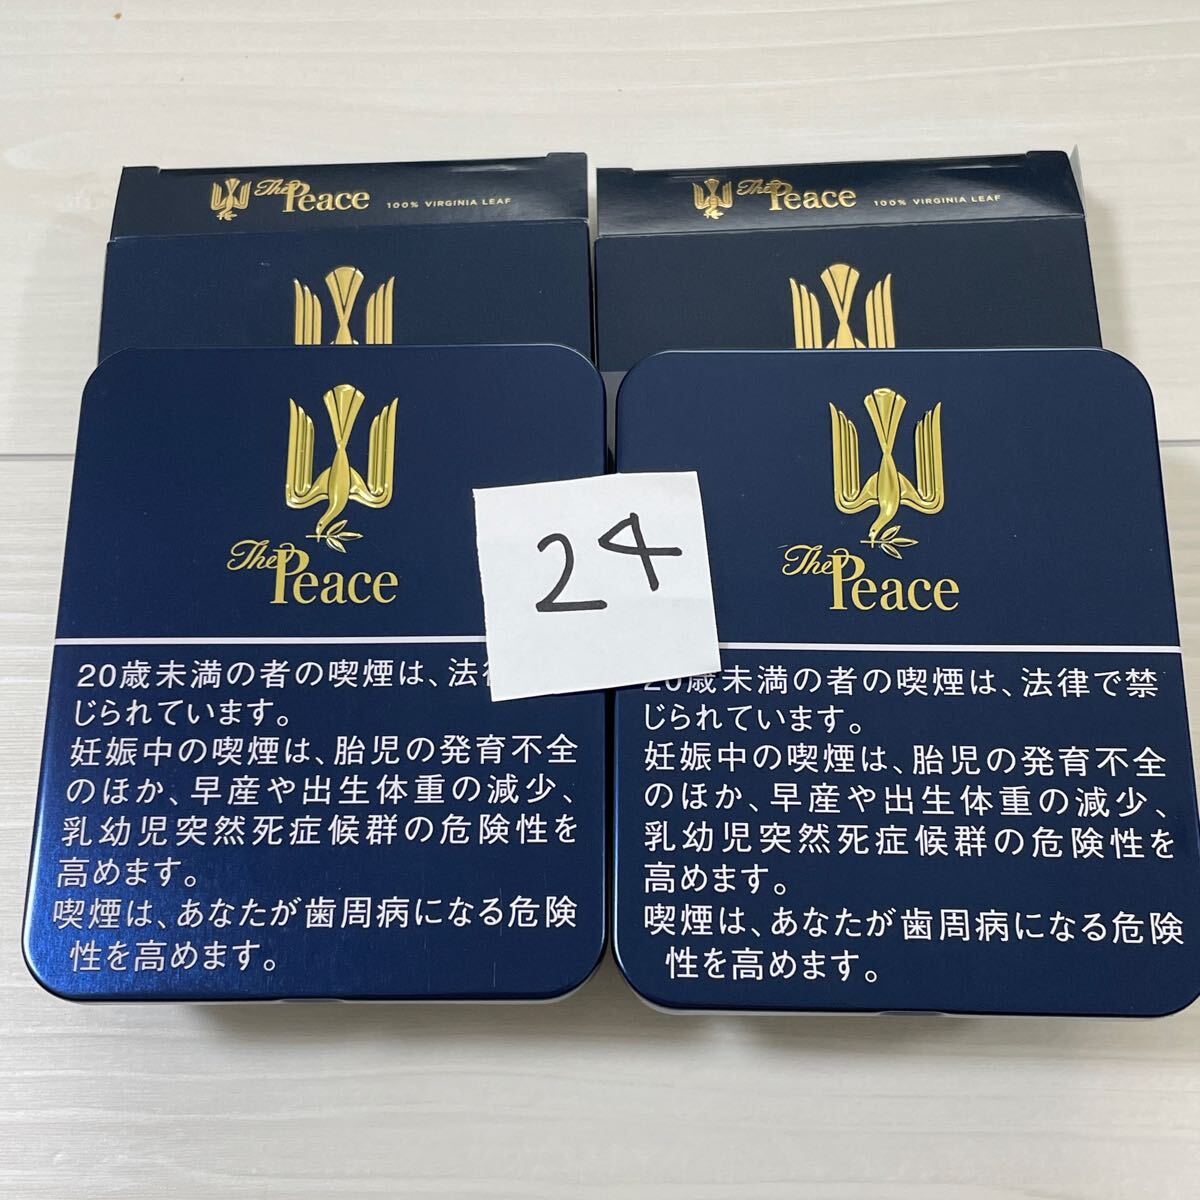 The Peace 100% VIRGINIA LEAF
The Peace 100% VIRGINIA LEAF
The Peace
20歳未満の者の喫煙は、法
じられています。
妊娠中の喫煙は、胎児の発育不全
のほか、早産や出生体重の減少、
乳幼児突然死症候群の危険性を
高めます。
喫煙は、あなたが歯周病になる危険
性を高めます。
24
The Peace
20歳未満の者の喫煙は、法律で禁
じられています。
妊娠中の喫煙は、胎児の発育不全
のほか、早産や出生体重の減少、
乳幼児突然死症候群の危険性を
高めます。
喫煙は、あなたが歯周病になる危険
性を高めます。